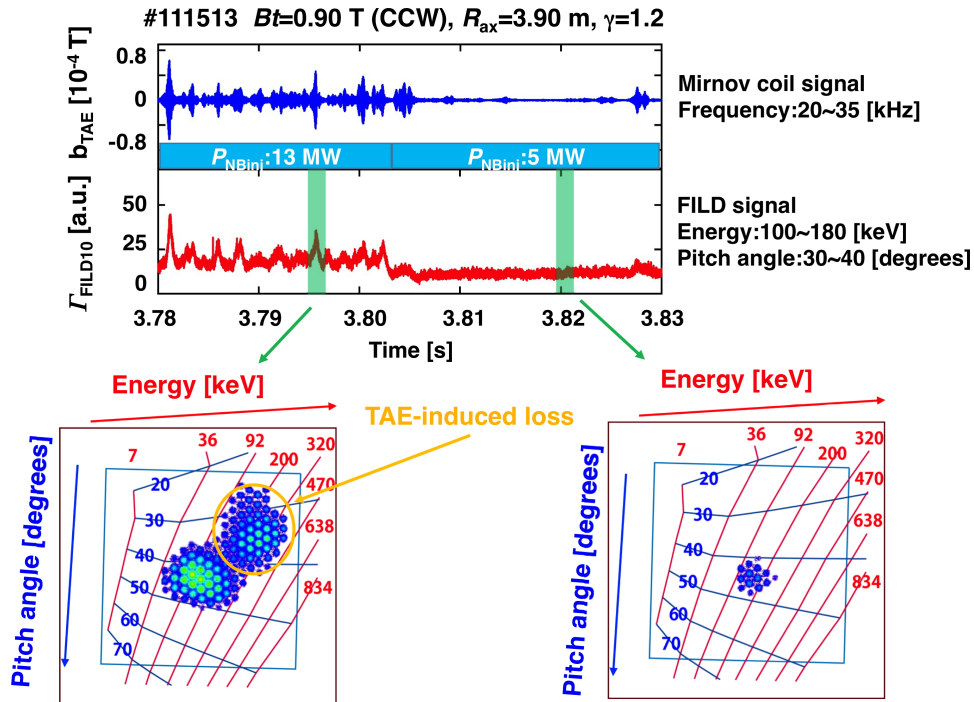 #111513 Bt=0.90 T (CCW), R_ax=3.90 m, γ=1.2
b_TAE [10^-4 T]
0.8
0
-0.8
Mirnov coil signal
Frequency:20~35 [kHz]
P_NBinj:13 MW
P_NBinj:5 MW
Γ_FILD10 [a.u.]
50
25
0
FILD signal
Energy:100~180 [keV]
Pitch angle:30~40 [degrees]
3.78 3.79 3.80 3.81 3.82 3.83
Time [s]
Energy [keV]
TAE-induced loss
Pitch angle [degrees]
7
36
92
200
320
470
638
834
20
30
40
50
60
70
Energy [keV]
Pitch angle [degrees]
7
36
92
200
320
470
638
834
20
30
40
50
60
70